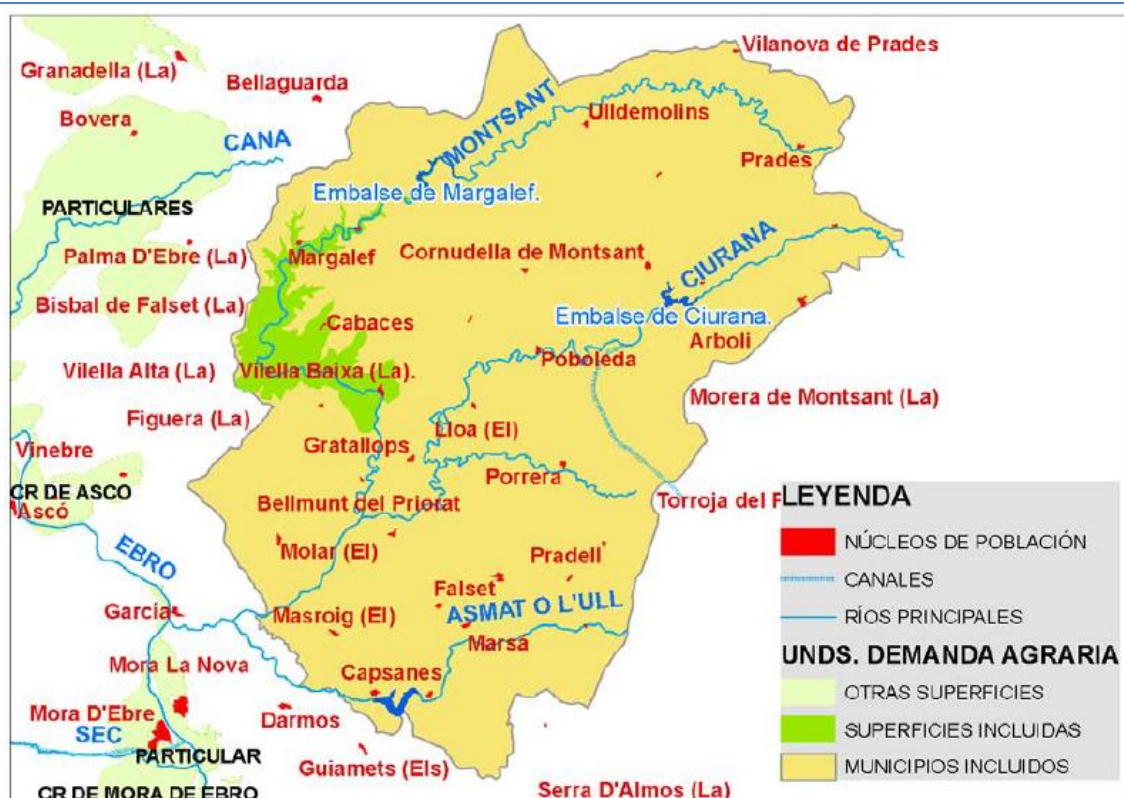 Vilanova de Prades
Granadella (La)
Bellaguarda
MONTSANT
Ulldemolins
Bovera
CANA
Prades
Embalse de Margalef.
PARTICULARES
Margalef
Cornudella de Montsant
CIURANA
Palma D'Ebre (La)
Bisbal de Falset (La)
Cabaces
Embalse de Ciurana.
Arboli
Poboleda
Vilella Alta (La)
Vilella Baixa (La).
Morera de Montsant (La)
Figuera (La)
Lloa (El)
Gratallops
Vinebre
Porrera
CR DE ASCO
Ascó
Bellmunt del Priorat
Torroja del P
EBRO
Molar (El)
Pradell
Falset
García
Masroig (El)
ASMAT O L'ULL
Marsa
Mora La Nova
Capsanes
Mora D'Ebre
Darmos
SEC
PARTICULAR
Guiamets (Els)
CR DE MORA DE EBRO
Serra D'Almos (La)
LEYENDA
NÚCLEOS DE POBLACIÓN
CANALES
RÍOS PRINCIPALES
UNDS. DEMANDA AGRARIA
OTRAS SUPERFICIES
SUPERFICIES INCLUIDAS
MUNICIPIOS INCLUIDOS